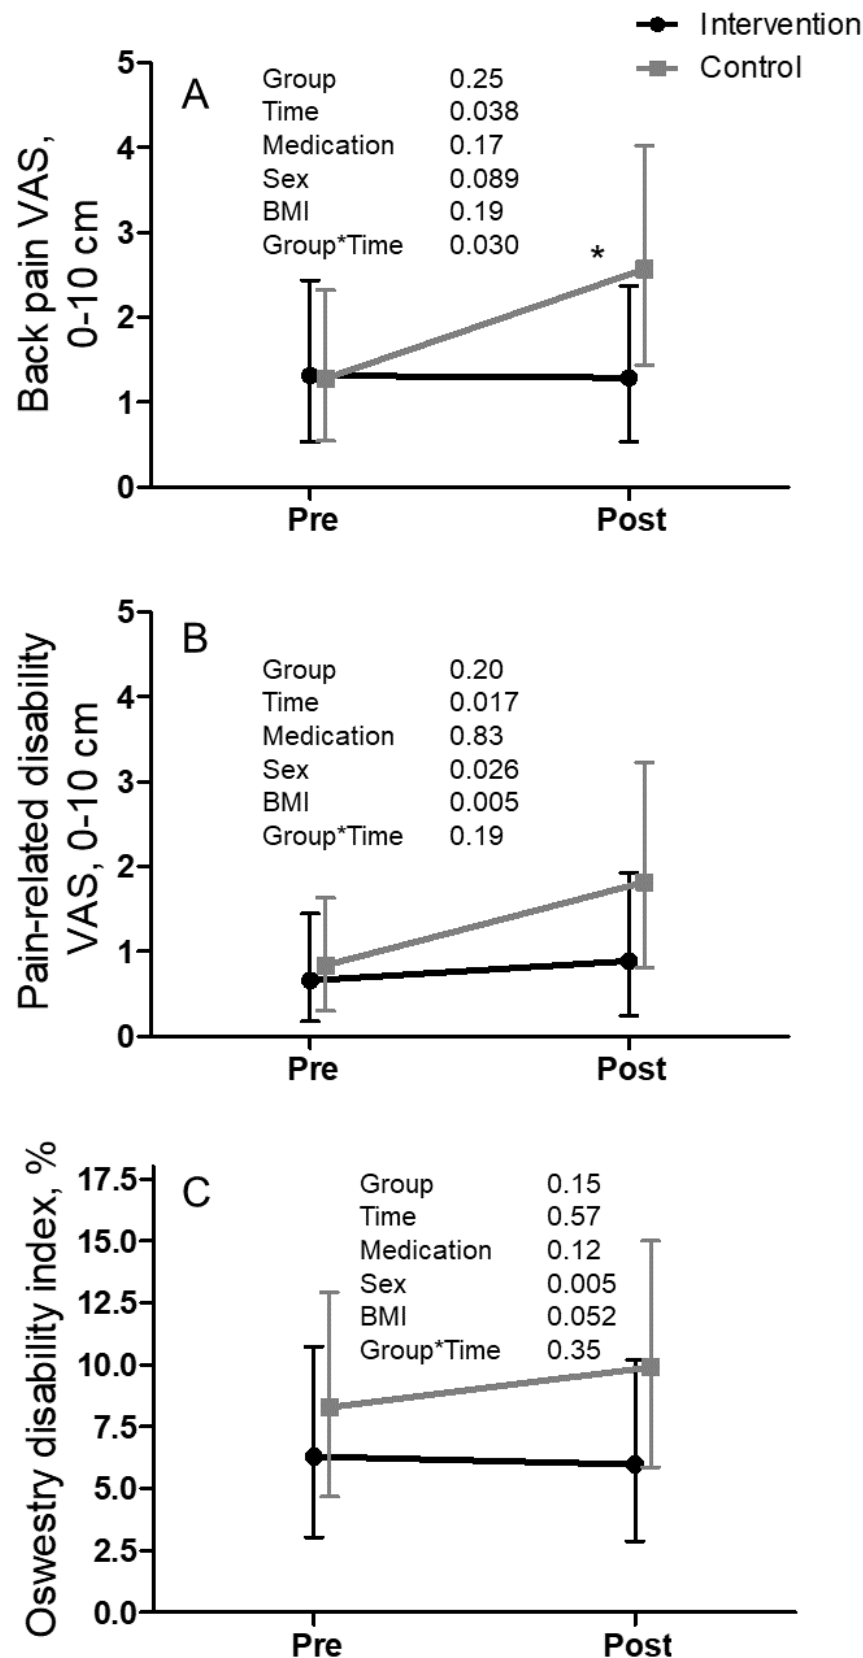 Intervention
Control
A
Group 0.25
Time 0.038
Medication 0.17
Sex 0.089
BMI 0.19
Group*Time 0.030
*
Back pain VAS,
0-10 cm
5
4
3
2
1
0
Pre Post
B
Group 0.20
Time 0.017
Medication 0.83
Sex 0.026
BMI 0.005
Group*Time 0.19
Pain-related disability
VAS, 0-10 cm
5
4
3
2
1
0
Pre Post
C
Group 0.15
Time 0.57
Medication 0.12
Sex 0.005
BMI 0.052
Group*Time 0.35
Oswestry disability index, %
17.5
15.0
12.5
10.0
7.5
5.0
2.5
0.0
Pre Post